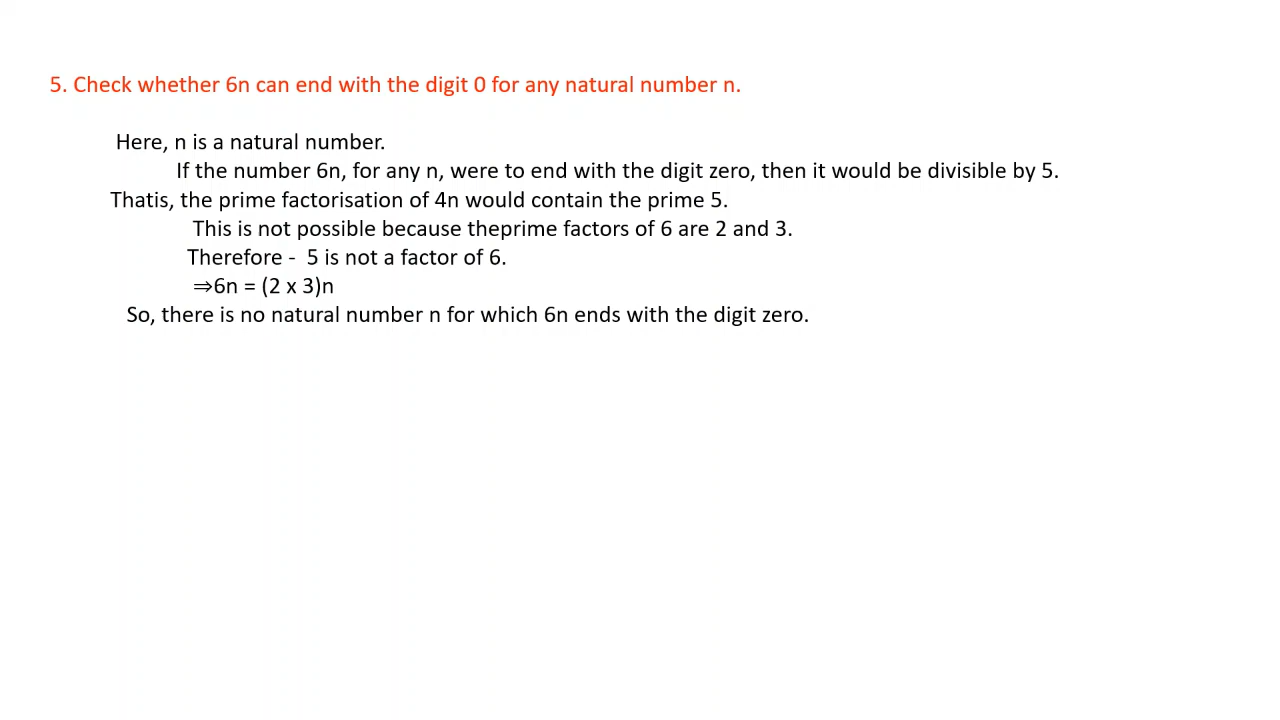 5. Check whether 6n can end with the digit 0 for any natural number n.
Here, n is a natural number.
If the number 6n, for any n, were to end with the digit zero, then it would be divisible by 5.
Thatis, the prime factorisation of 4n would contain the prime 5.
This is not possible because theprime factors of 6 are 2 and 3.
Therefore - 5 is not a factor of 6.
⇒6n = (2 x 3)n
So, there is no natural number n for which 6n ends with the digit zero.